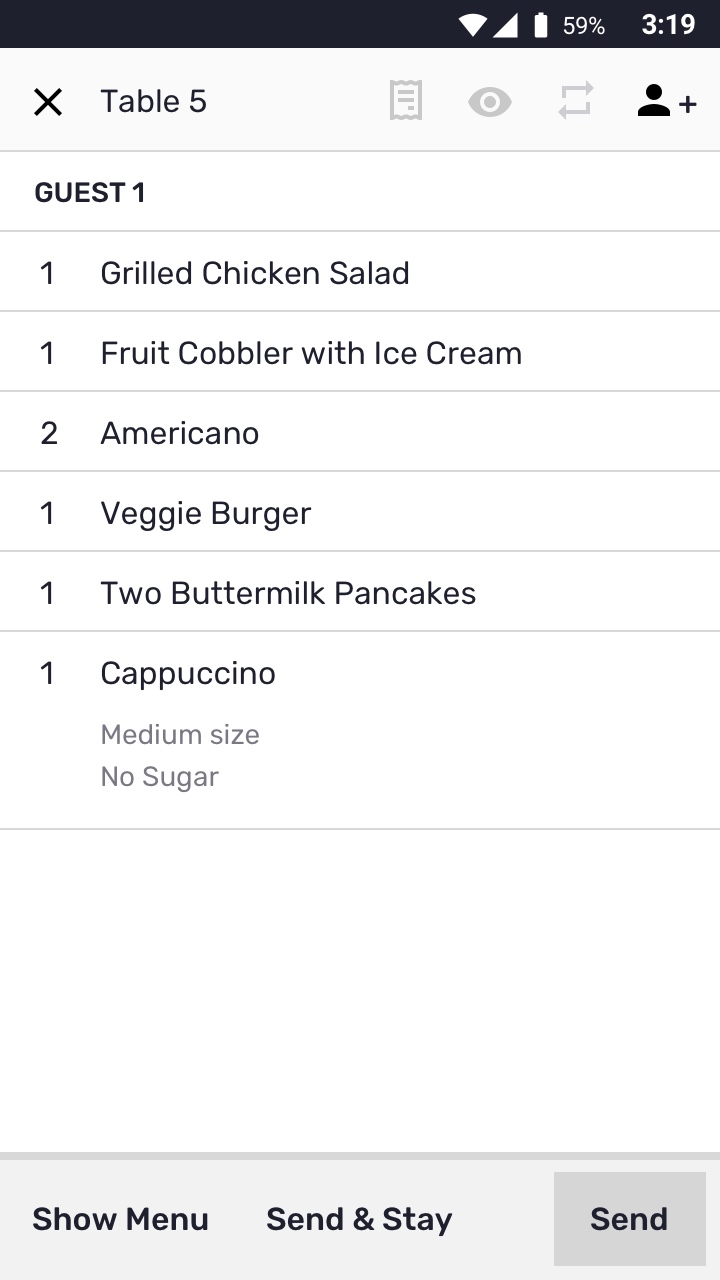 59% 3:19
Table 5
GUEST 1
1 Grilled Chicken Salad
1 Fruit Cobbler with Ice Cream
2 Americano
1 Veggie Burger
1 Two Buttermilk Pancakes
1 Cappuccino
Medium size
No Sugar
Show Menu Send & Stay Send